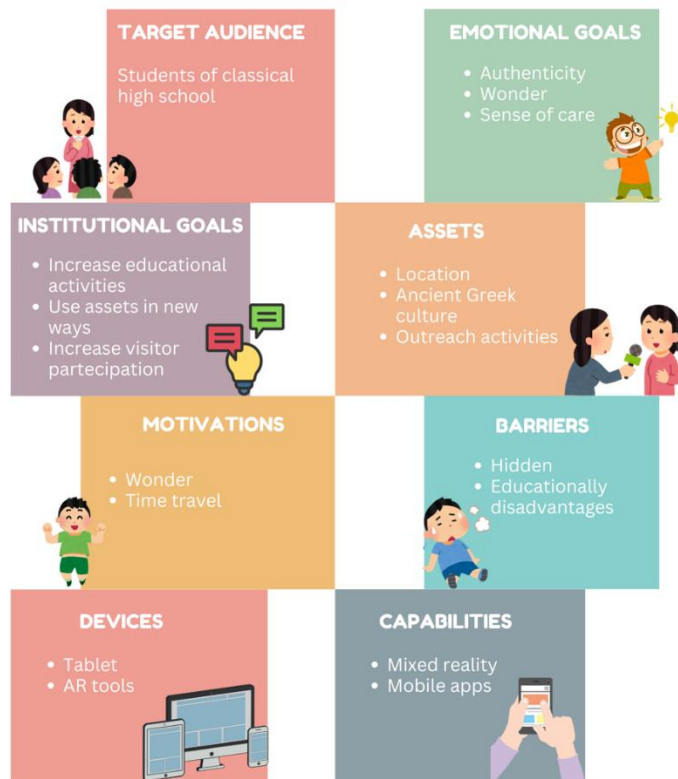 TARGET AUDIENCE
Students of classical
high school
EMOTIONAL GOALS
• Authenticity
• Wonder
• Sense of care
INSTITUTIONAL GOALS
• Increase educational
activities
• Use assets in new
ways
• Increase visitor
partecipation
ASSETS
• Location
• Ancient Greek
culture
• Outreach activities
MOTIVATIONS
• Wonder
• Time travel
BARRIERS
• Hidden
• Educationally
disadvantages
DEVICES
• Tablet
• AR tools
CAPABILITIES
• Mixed reality
• Mobile apps